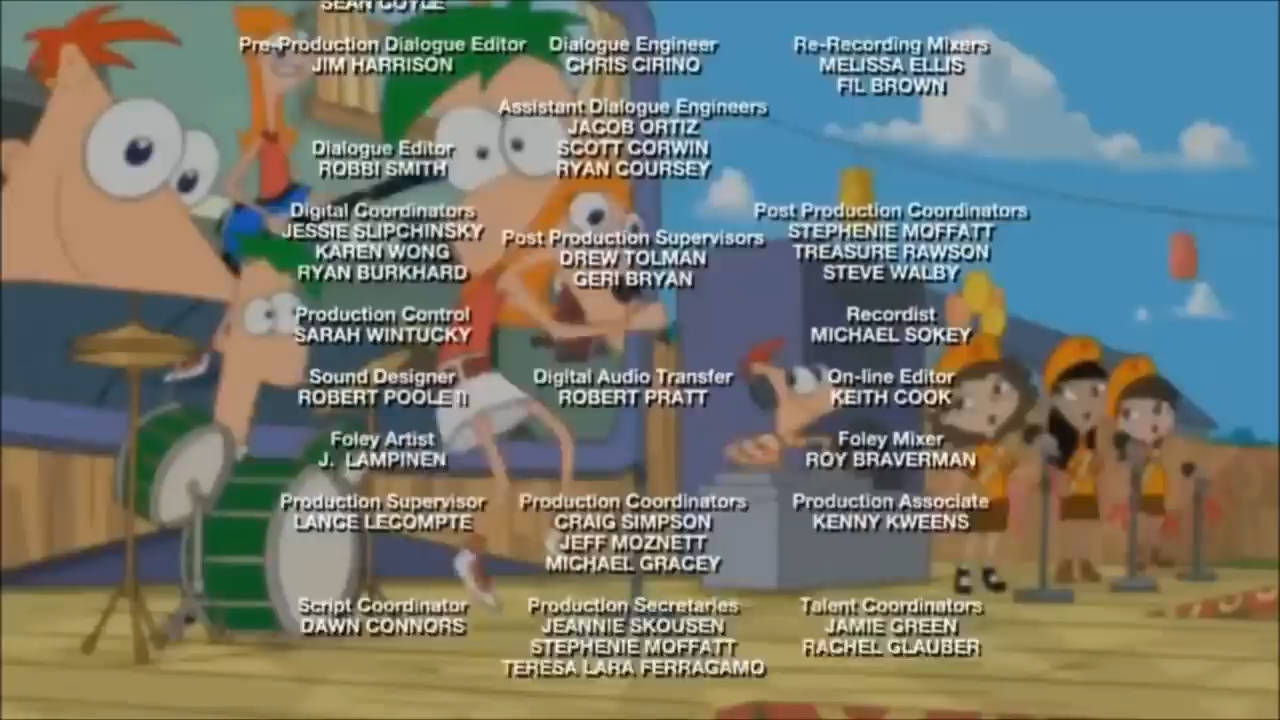 SEAN COYLE
Pre-Production Dialogue Editor
JIM HARRISON
Dialogue Engineer
CHRIS CIRINO
Re-Recording Mixers
MELISSA ELLIS
FIL BROWN
Assistant Dialogue Engineers
JACOB ORTIZ
SCOTT CORWIN
RYAN COURSEY
Dialogue Editor
ROBBI SMITH
Digital Coordinators
JESSIE SLIPCHINSKY
KAREN WONG
RYAN BURKHARD
Post Production Supervisors
DREW TOLMAN
GERI BRYAN
Post Production Coordinators
STEPHENIE MOFFATT
TREASURE RAWSON
STEVE WALBY
Production Control
SARAH WINTUCKY
Recordist
MICHAEL SOKEY
Sound Designer
ROBERT POOLE II
Digital Audio Transfer
ROBERT PRATT
On-line Editor
KEITH COOK
Foley Artist
J. LAMPINEN
Foley Mixer
ROY BRAVERMAN
Production Supervisor
LANCE LECOMPTE
Production Coordinators
CRAIG SIMPSON
JEFF MOZNETT
MICHAEL GRACEY
Production Associate
KENNY KWEENS
Script Coordinator
DAWN CONNORS
Production Secretaries
JEANNIE SKOUSEN
STEPHENIE MOFFATT
TERESA LARA FERRAGAMO
Talent Coordinators
JAMIE GREEN
RACHEL GLAUBER